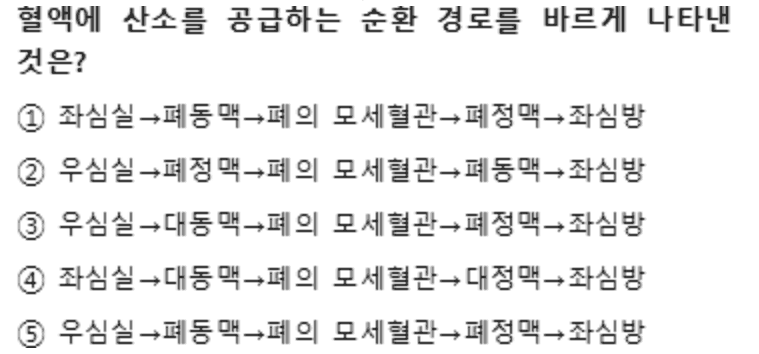 혈액에 산소를 공급하는 순환 경로를 바르게 나타낸
것은?
① 좌심실→폐동맥→폐의 모세혈관→폐정맥→좌심방
② 우심실→폐정맥→폐의 모세혈관→폐동맥→좌심방
③ 우심실→대동맥→폐의 모세혈관→폐정맥→좌심방
④ 좌심실→대동맥→폐의 모세혈관→대정맥→좌심방
⑤ 우심실→폐동맥→폐의 모세혈관→폐정맥→좌심방